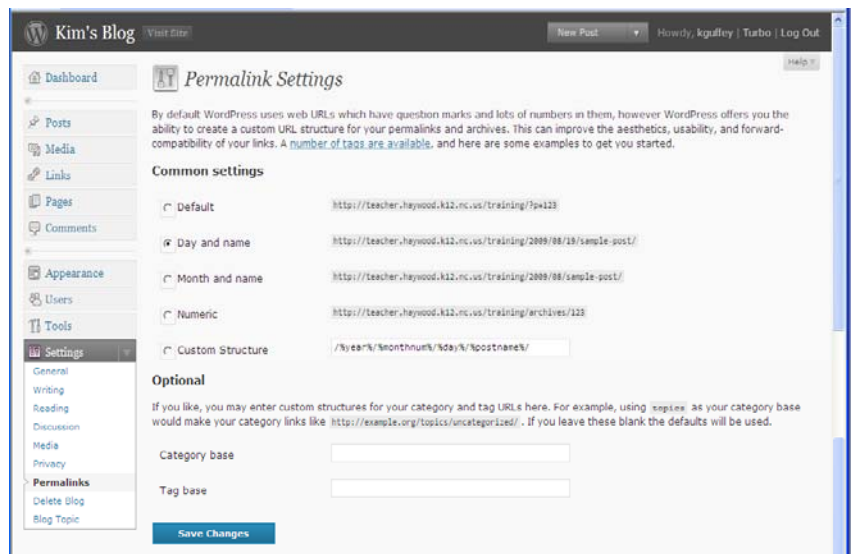 Kim's Blog Visit Site New Post Howdy, kguffey | Turbo | Log Out
Help
Dashboard
Posts
Media
Links
Pages
Comments
Appearance
Users
Tools
Settings
General
Writing
Reading
Discussion
Media
Privacy
Permalinks
Delete Blog
Blog Topic
Permalink Settings
By default WordPress uses web URLs which have question marks and lots of numbers in them, however WordPress offers you the
ability to create a custom URL structure for your permalinks and archives. This can improve the aesthetics, usability, and forward-
compatibility of your links. A number of tags are available, and here are some examples to get you started.
Common settings
Default http://teacher.haywood.k12.nc.us/training/?p=123
Day and name http://teacher.haywood.k12.nc.us/training/2009/08/19/sample-post/
Month and name http://teacher.haywood.k12.nc.us/training/2009/08/sample-post/
Numeric http://teacher.haywood.k12.nc.us/training/archives/123
Custom Structure /%year%/%monthnum%/%day%/%postname%/
Optional
If you like, you may enter custom structures for your category and tag URLs here. For example, using topics as your category base
would make your category links like http://example.org/topics/uncategorized/ . If you leave these blank the defaults will be used.
Category base
Tag base
Save Changes